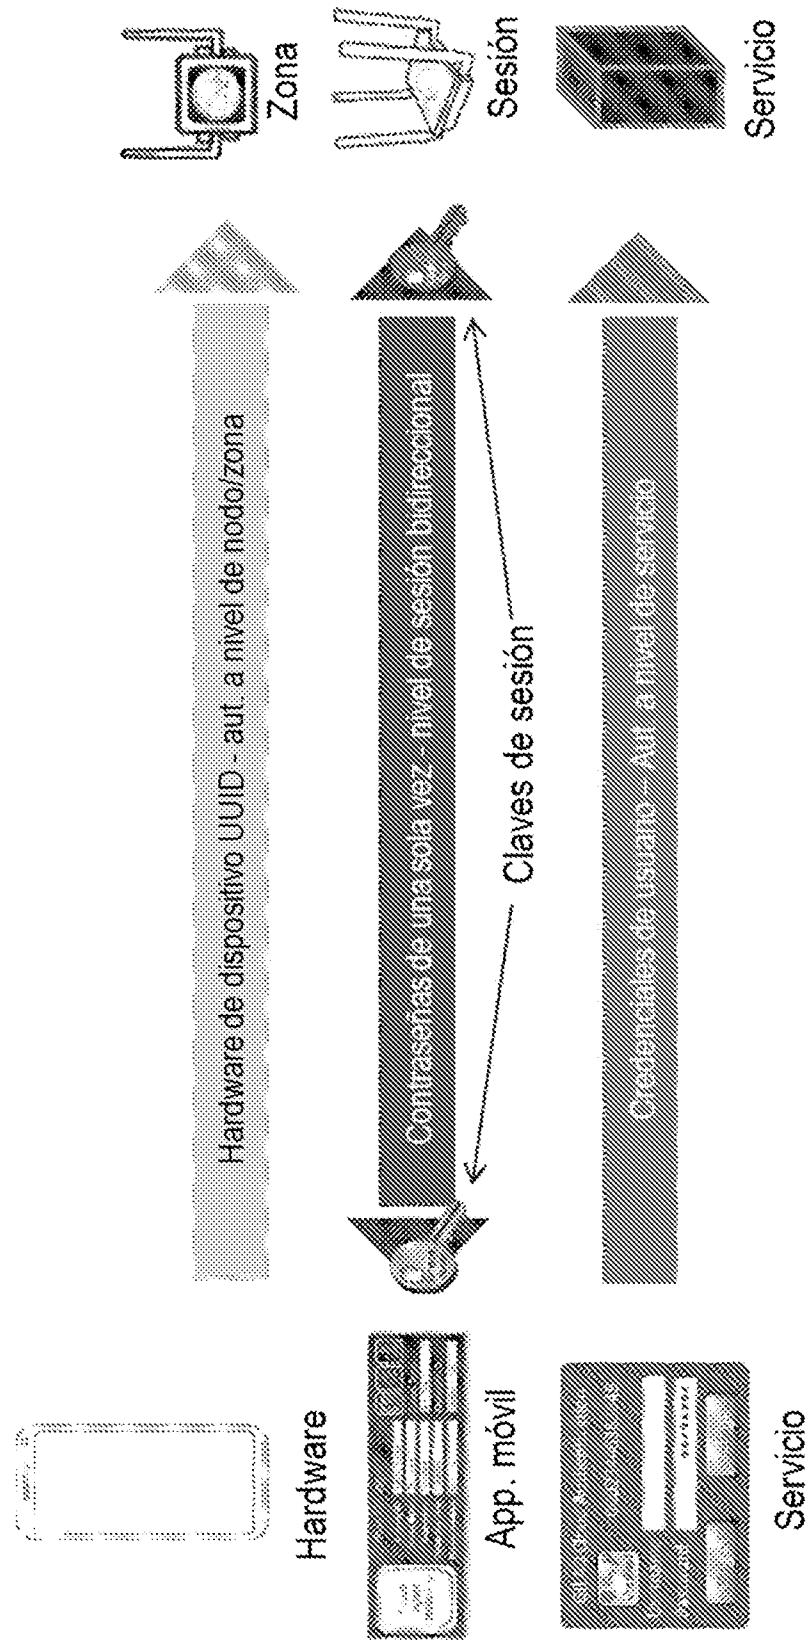 Hardware
Hardware de dispositivo UUID - aut. a nivel de nodo/zona
Zona
App. móvil
Contraseñas de una sola vez - nivel de sesión bidireccional
Sesión
Claves de sesión
Servicio
Credenciales de usuario - Aut. a nivel de servicio
Servicio